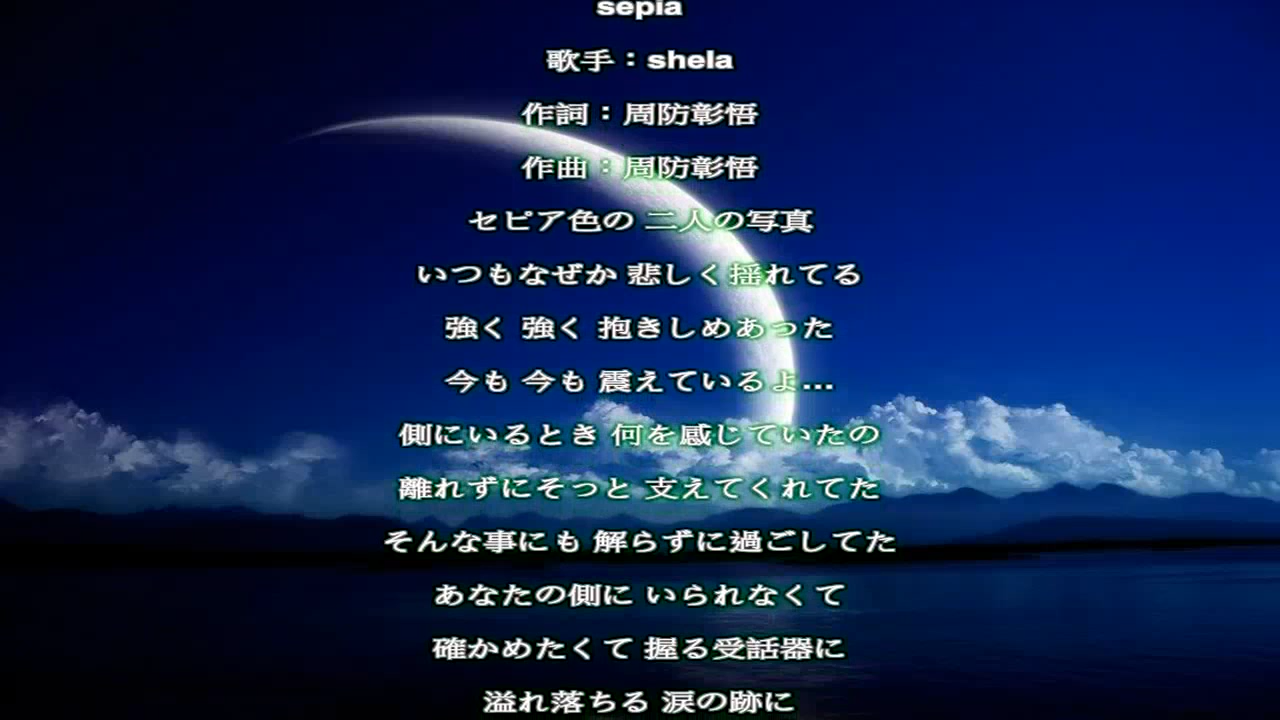 sepia
歌手：shela
作詞：周防彰悟
作曲：周防彰悟
セピア色の 二人の写真
いつもなぜか 悲しく揺れてる
強く 強く 抱きしめあった
今も 今も 震えているよ…
側にいるとき 何を感じていたの
離れずにそっと 支えてくれてた
そんな事にも 解らずに過ごしてた
あなたの側に いられなくて
確かめたくて 握る受話器に
溢れ落ちる 涙の跡に